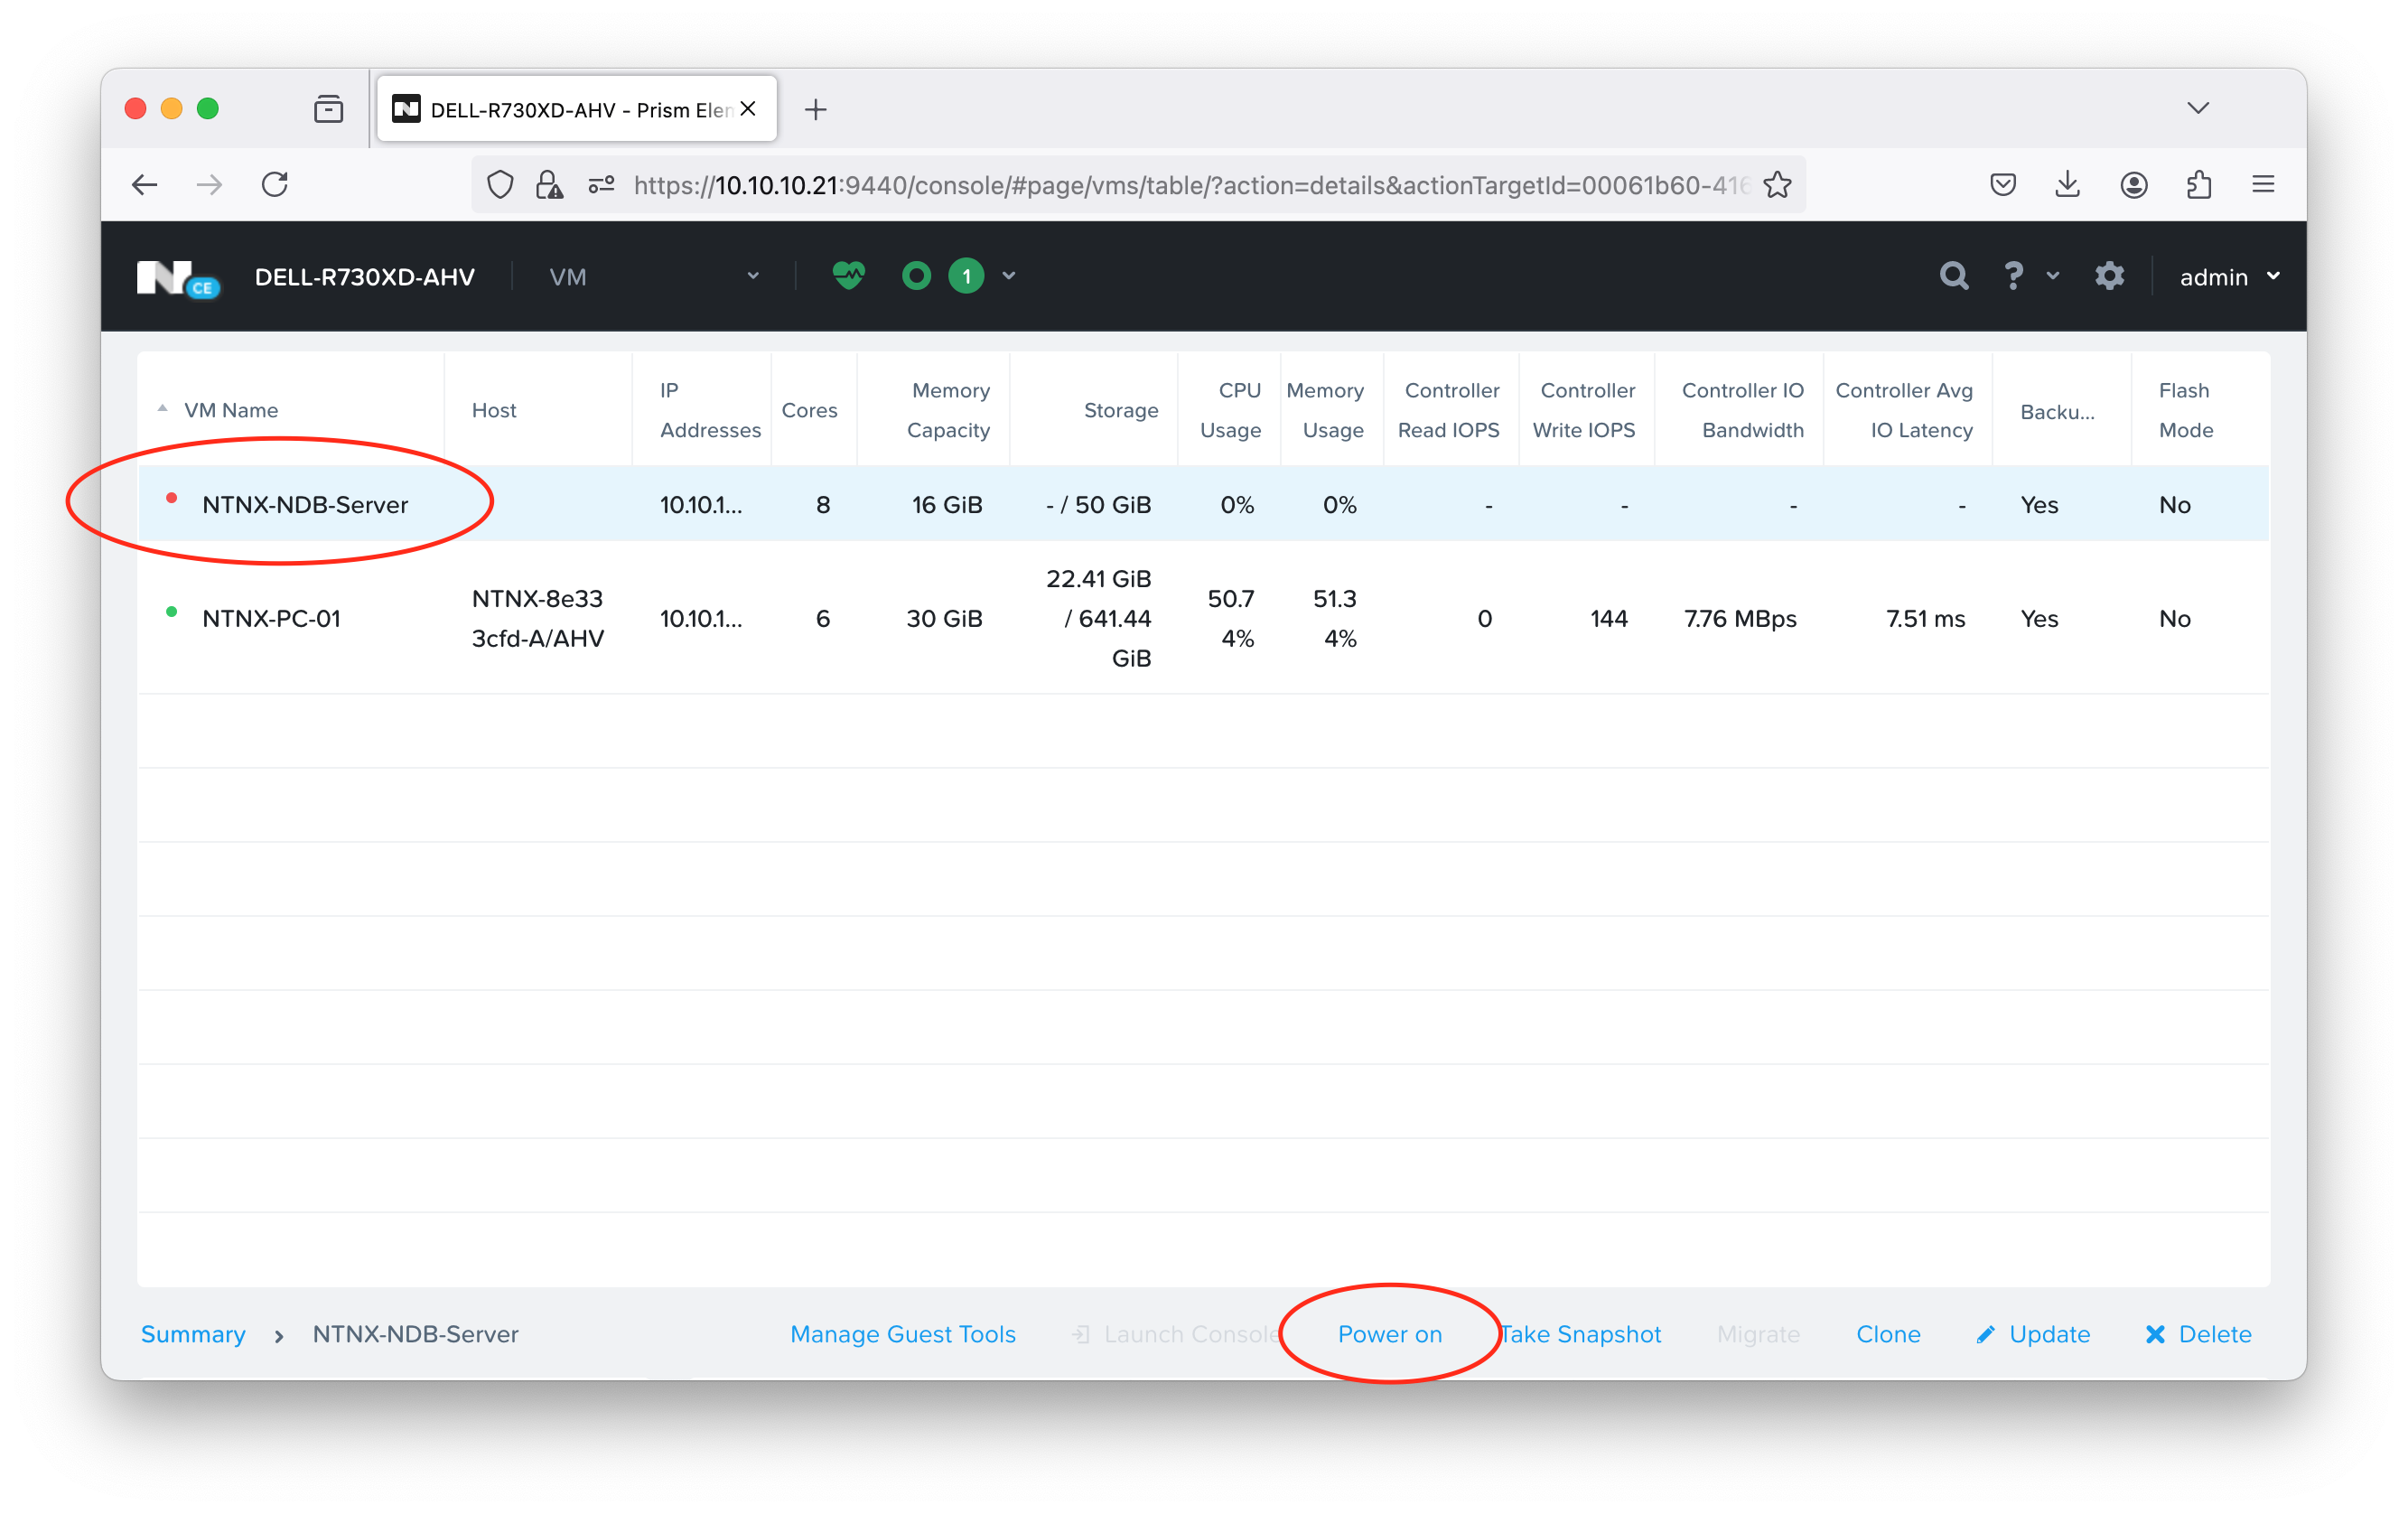 DELL-R730XD-AHV - Prism Elem
https://10.10.10.21:9440/console/#page/vms/table/?action=details&actionTargetId=00061b60-416
CE
DELL-R730XD-AHV
VM
1
?
admin
VM Name
Host
IP Addresses
Cores
Memory Capacity
Storage
CPU Usage
Memory Usage
Controller Read IOPS
Controller Write IOPS
Controller IO Bandwidth
Controller Avg IO Latency
Backu...
Flash Mode
NTNX-NDB-Server 10.10.1... 8 16 GiB - / 50 GiB 0% 0% - - - - Yes No
NTNX-PC-01 NTNX-8e33 3cfd-A/AHV 10.10.1... 6 30 GiB 22.41 GiB / 641.44 GiB 50.7 4% 51.3 4% 0 144 7.76 MBps 7.51 ms Yes No
Summary
NTNX-NDB-Server
Manage Guest Tools
Launch Console
Power on
Take Snapshot
Migrate
Clone
Update
Delete